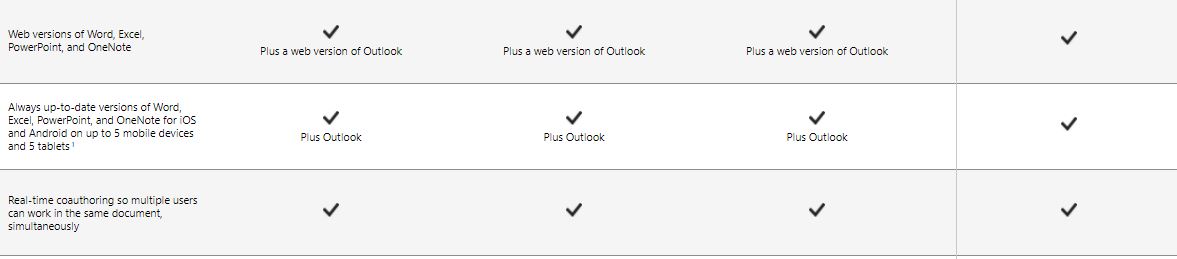 Web versions of Word, Excel,
PowerPoint, and OneNote
Plus a web version of Outlook
Plus a web version of Outlook
Plus a web version of Outlook
Always up-to-date versions of Word,
Excel, PowerPoint, and OneNote for iOS
and Android on up to 5 mobile devices
and 5 tablets¹
Plus Outlook
Plus Outlook
Plus Outlook
Real-time coauthoring so multiple users
can work in the same document,
simultaneously